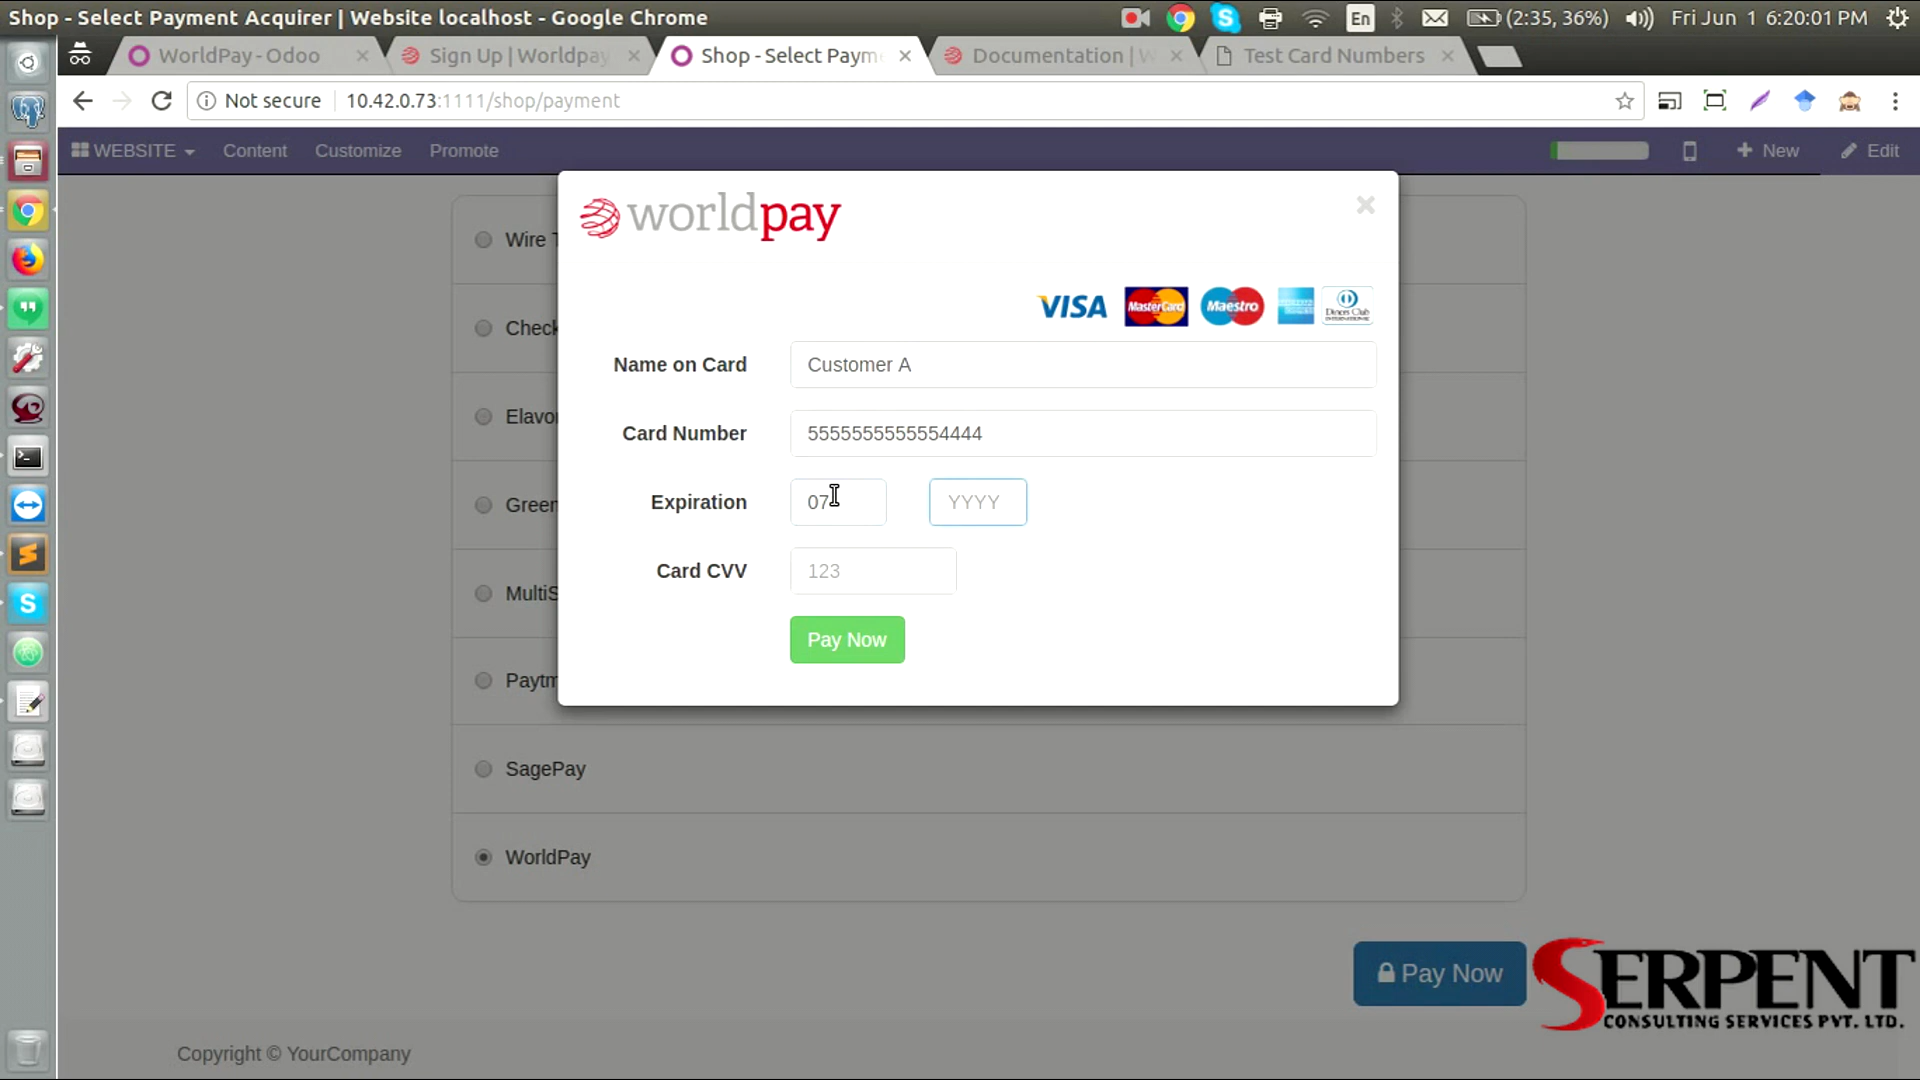 Shop - Select Payment Acquirer | Website localhost - Google Chrome
En
(2:35, 36%)
Fri Jun 1 6:20:01 PM
WorldPay - Odoo
Sign Up | Worldpay
Shop - Select Paym
Documentation | W
Test Card Numbers
Not secure
10.42.0.73:1111/shop/payment
WEBSITE
Content
Customize
Promote
New
Edit
worldpay
×
VISA
MasterCard
Maestro
Diners Club
INTERNATIONAL
Wire T
Check
Elavo
Green
MultiS
Paytm
SagePay
WorldPay
Name on Card
Customer A
Card Number
5555555555554444
Expiration
07
YYYY
Card CVV
123
Pay Now
Pay Now
SERPENT
CONSULTING SERVICES PVT. LTD.
Copyright © YourCompany